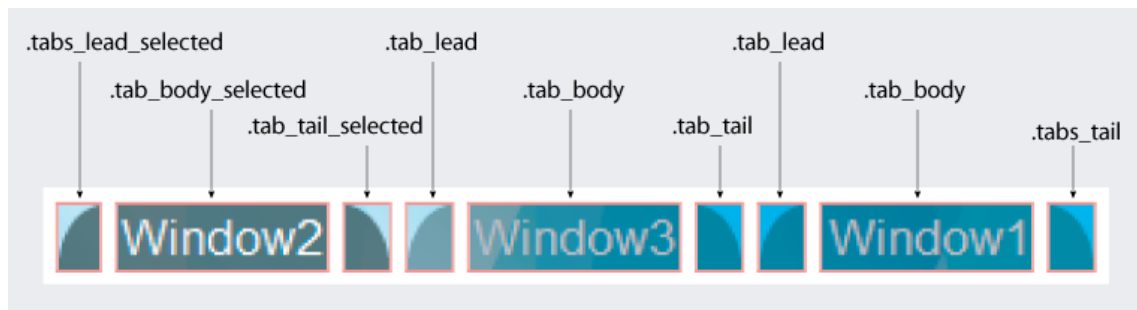 .tabs_lead_selected
.tab_lead
.tab_lead
.tab_body_selected
.tab_body
.tab_body
.tab_tail_selected
.tab_tail
.tabs_tail
Window2
Window3
Window1